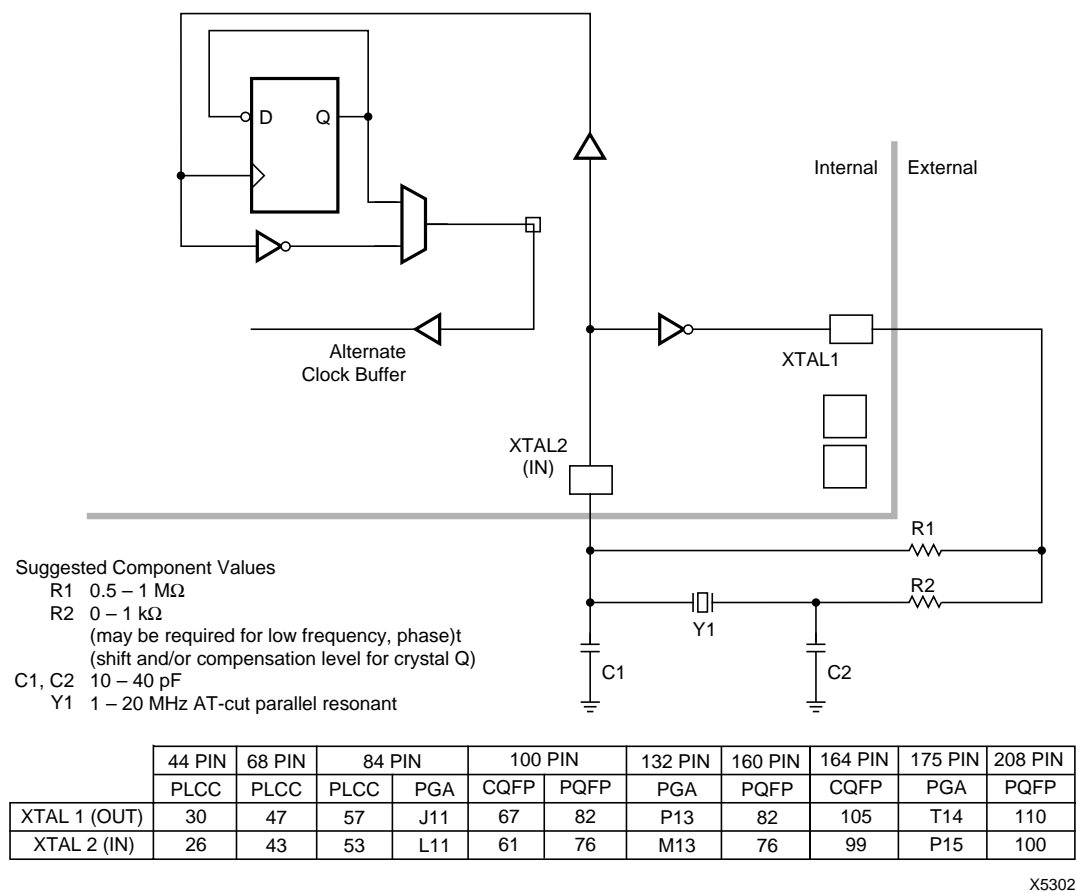 D Q
Internal External
Alternate
Clock Buffer
XTAL1
XTAL2
(IN)
R1
R2
Y1
C1 C2
Suggested Component Values
R1 0.5 – 1 MΩ
R2 0 – 1 kΩ
(may be required for low frequency, phase)t
(shift and/or compensation level for crystal Q)
C1, C2 10 – 40 pF
Y1 1 – 20 MHz AT-cut parallel resonant
44 PIN 68 PIN 84 PIN 100 PIN 132 PIN 160 PIN 164 PIN 175 PIN 208 PIN
PLCC PLCC PLCC PGA CQFP PQFP PGA PQFP CQFP PGA PQFP
XTAL 1 (OUT) 30 47 57 J11 67 82 P13 82 105 T14 110
XTAL 2 (IN) 26 43 53 L11 61 76 M13 76 99 P15 100
X5302